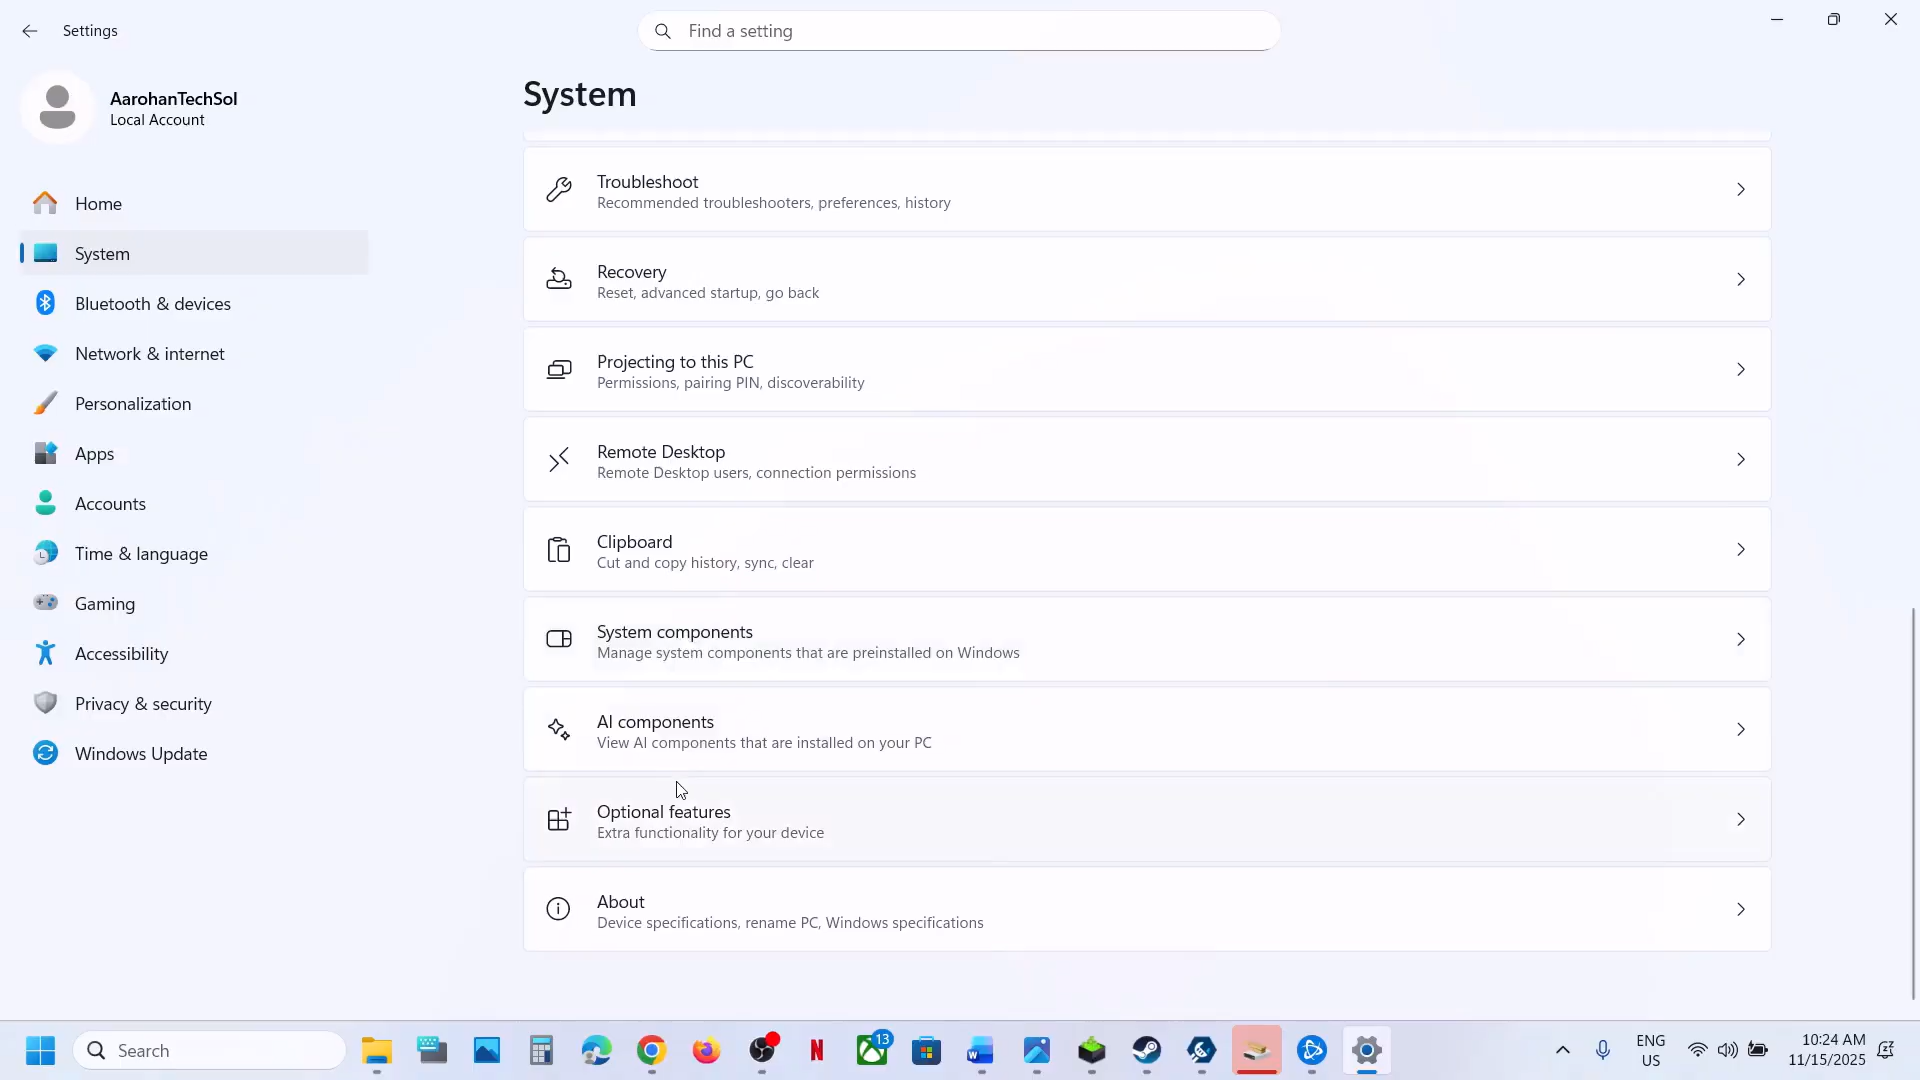 Settings
Find a setting
AarohanTechSol
Local Account
Home
System
Bluetooth & devices
Network & internet
Personalization
Apps
Accounts
Time & language
Gaming
Accessibility
Privacy & security
Windows Update
System
Troubleshoot
Recommended troubleshooters, preferences, history
Recovery
Reset, advanced startup, go back
Projecting to this PC
Permissions, pairing PIN, discoverability
Remote Desktop
Remote Desktop users, connection permissions
Clipboard
Cut and copy history, sync, clear
System components
Manage system components that are preinstalled on Windows
AI components
View AI components that are installed on your PC
Optional features
Extra functionality for your device
About
Device specifications, rename PC, Windows specifications
Search
13
ENG
US
10:24 AM
11/15/2025